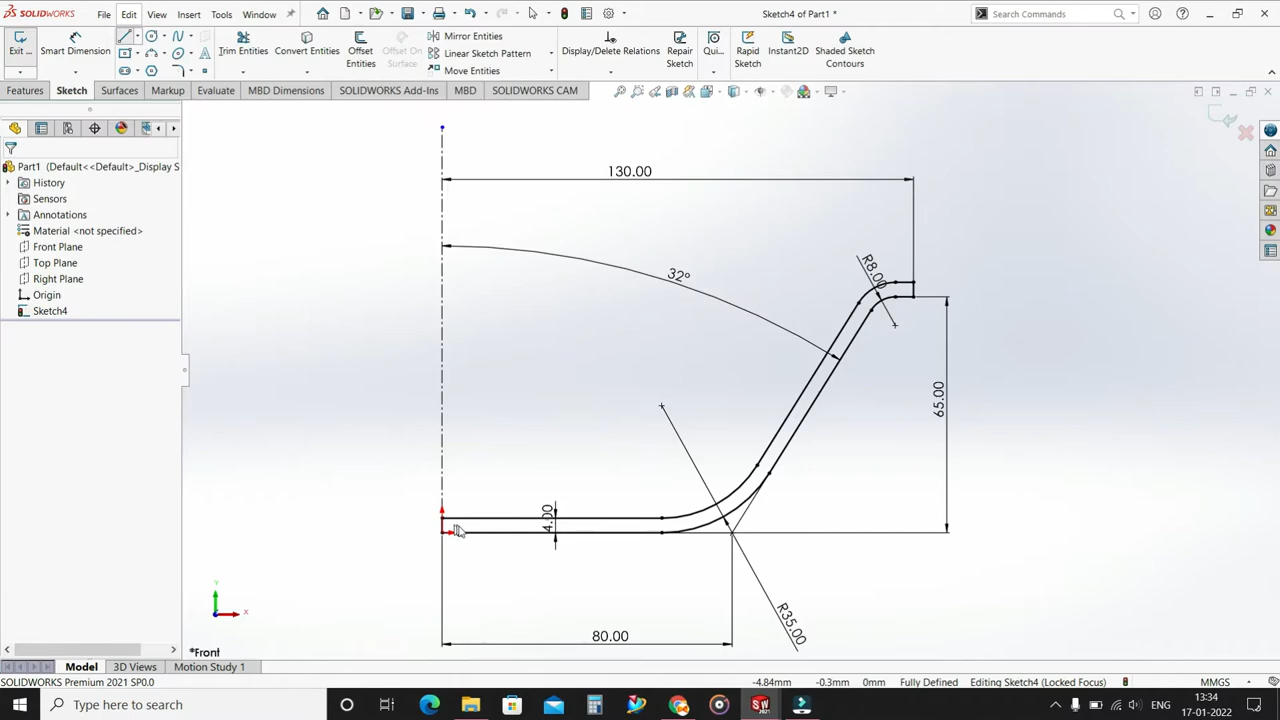 SOLIDWORKS File Edit View Insert Tools Window Sketch4 of Part1 * Search Commands
Exit ... Smart Dimension Trim Entities Convert Entities Offset Entities Offset On Surface Mirror Entities Display/Delete Relations Repair Sketch Qui... Rapid Sketch Instant2D Shaded Sketch Contours
Linear Sketch Pattern
Move Entities
Features Sketch Surfaces Markup Evaluate MBD Dimensions SOLIDWORKS Add-Ins MBD SOLIDWORKS CAM
Part1 (Default<<Default>_Display S
History
Sensors
Annotations
Material <not specified>
Front Plane
Top Plane
Right Plane
Origin
Sketch4
130.00
32°
R8.00
65.00
4.00
80.00
R35.00
Y
X
*Front
Model 3D Views Motion Study 1
SOLIDWORKS Premium 2021 SP0.0 -4.84mm -0.3mm 0mm Fully Defined Editing Sketch4 (Locked Focus) MMGS
Type here to search ENG 13:34
17-01-2022